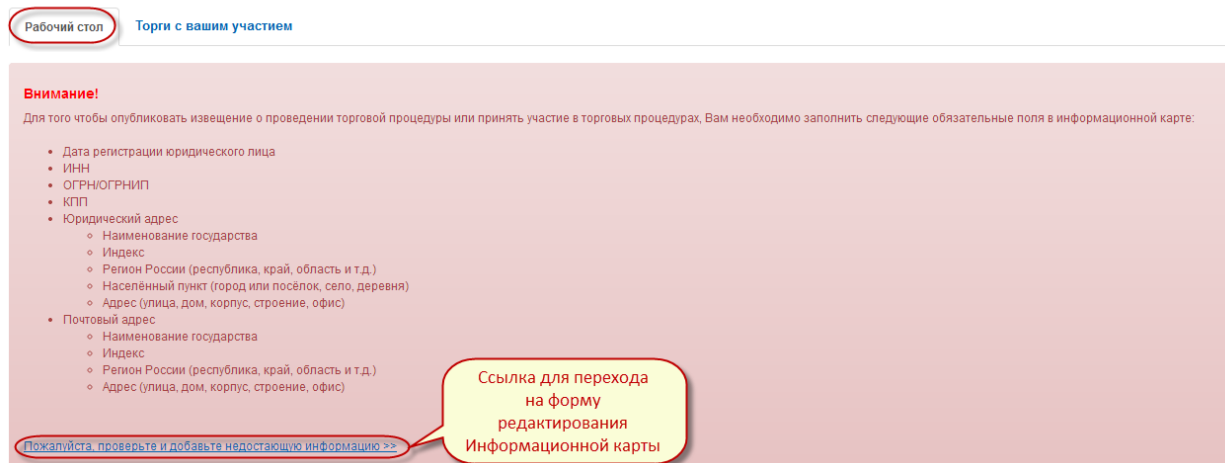 Рабочий стол
Торги с вашим участием
Внимание!
Для того чтобы опубликовать извещение о проведении торговой процедуры или принять участие в торговых процедурах, Вам необходимо заполнить следующие обязательные поля в информационной карте:
Дата регистрации юридического лица
ИНН
ОГРН/ОГРНИП
КПП
Юридический адрес
Наименование государства
Индекс
Регион России (республика, край, область и т.д.)
Населённый пункт (город или посёлок, село, деревня)
Адрес (улица, дом, корпус, строение, офис)
Почтовый адрес
Наименование государства
Индекс
Регион России (республика, край, область и т.д.)
Адрес (улица, дом, корпус, строение, офис)
Ссылка для перехода
на форму
редактирования
Информационной карты
Пожалуйста, проверьте и добавьте недостающую информацию >>